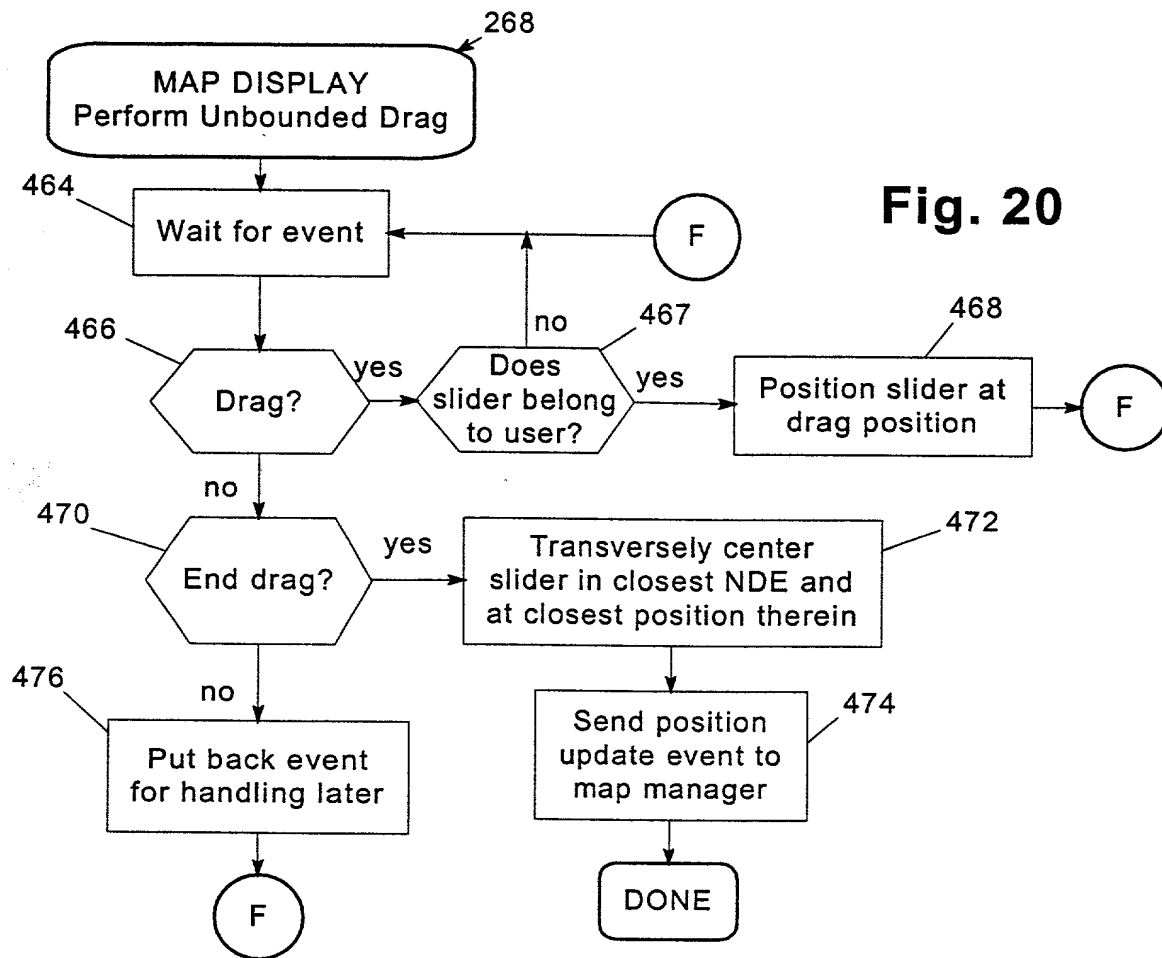 268
MAP DISPLAY
Perform Unbounded Drag
464
Wait for event
F
Fig. 20
466
Drag?
yes
no
467
Does
slider belong
to user?
yes
468
Position slider at
drag position
F
no
470
End drag?
yes
472
Transversely center
slider in closest NDE and
at closest position therein
no
476
Put back event
for handling later
474
Send position
update event to
map manager
F
DONE